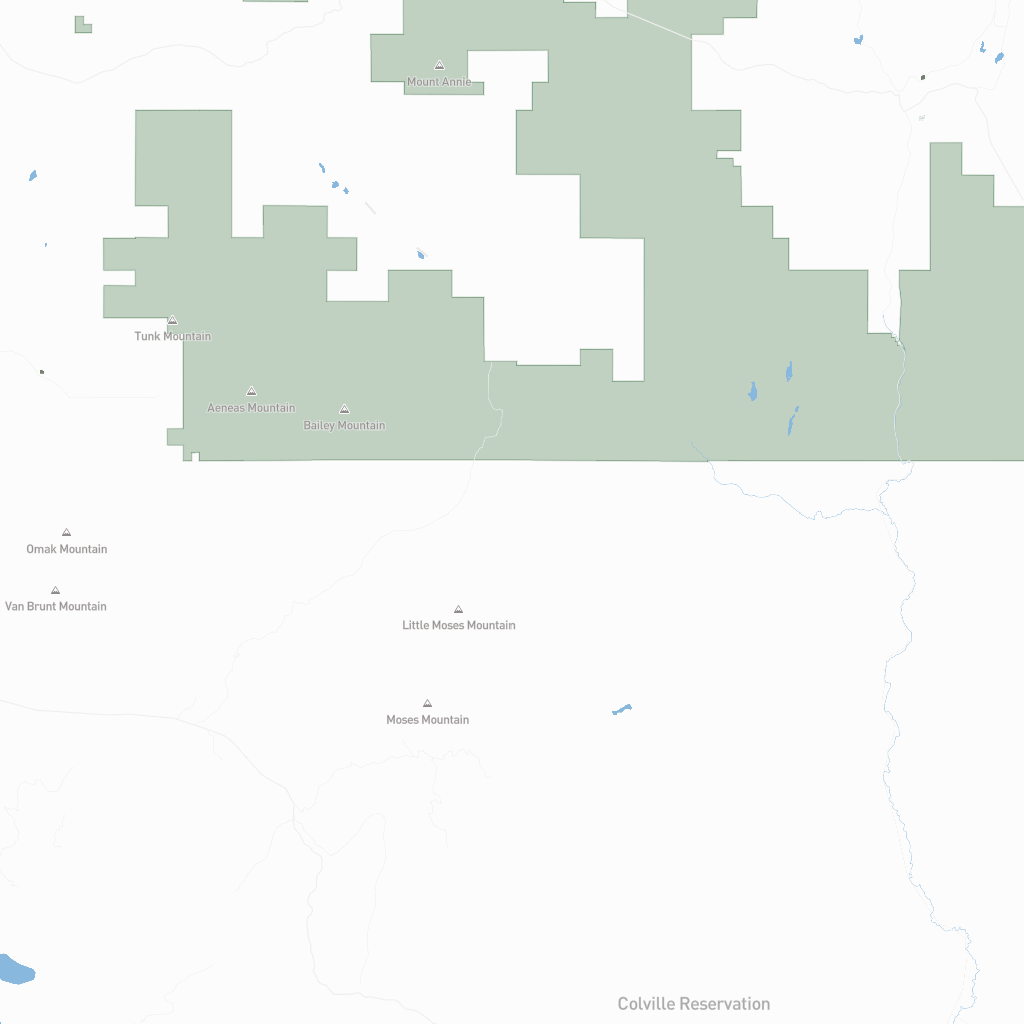 Mount Annie
Tunk Mountain
Aeneas Mountain
Bailey Mountain
Omak Mountain
Van Brunt Mountain
Little Moses Mountain
Moses Mountain
Colville Reservation